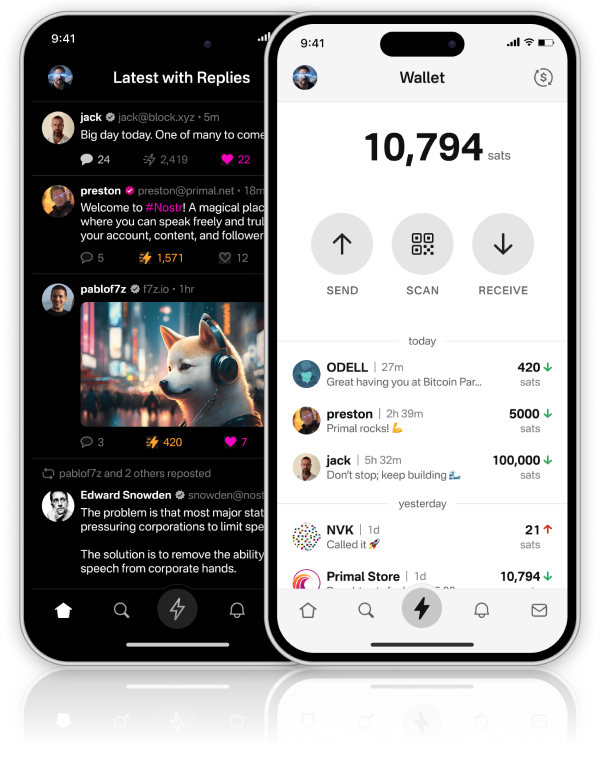 9:41
Latest with Replies
jack jack@block.xyz • 5m
Big day today. One of many to come
24 2,419 22
preston preston@primal.net • 18m
Welcome to #Nostr! A magical plac
where you can speak freely and trul
your account, content, and follower
5 1,571 12
pablof7z f7z.io • 1hr
3 420 7
pablof7z and 2 others reposted
Edward Snowden snowden@nost
The problem is that most major stat
pressuring corporations to limit spe
The solution is to remove the ability
speech from corporate hands.
9:41
Wallet
10,794 sats
SEND SCAN RECEIVE
today
ODELL | 27m 420
Great having you at Bitcoin Par... sats
preston | 2h 39m 5000
Primal rocks! 💪 sats
jack | 5h 32m 100,000
Don't stop; keep building sats
yesterday
NVK | 1d 21
Called it 🚀 sats
Primal Store | 1d 10,794